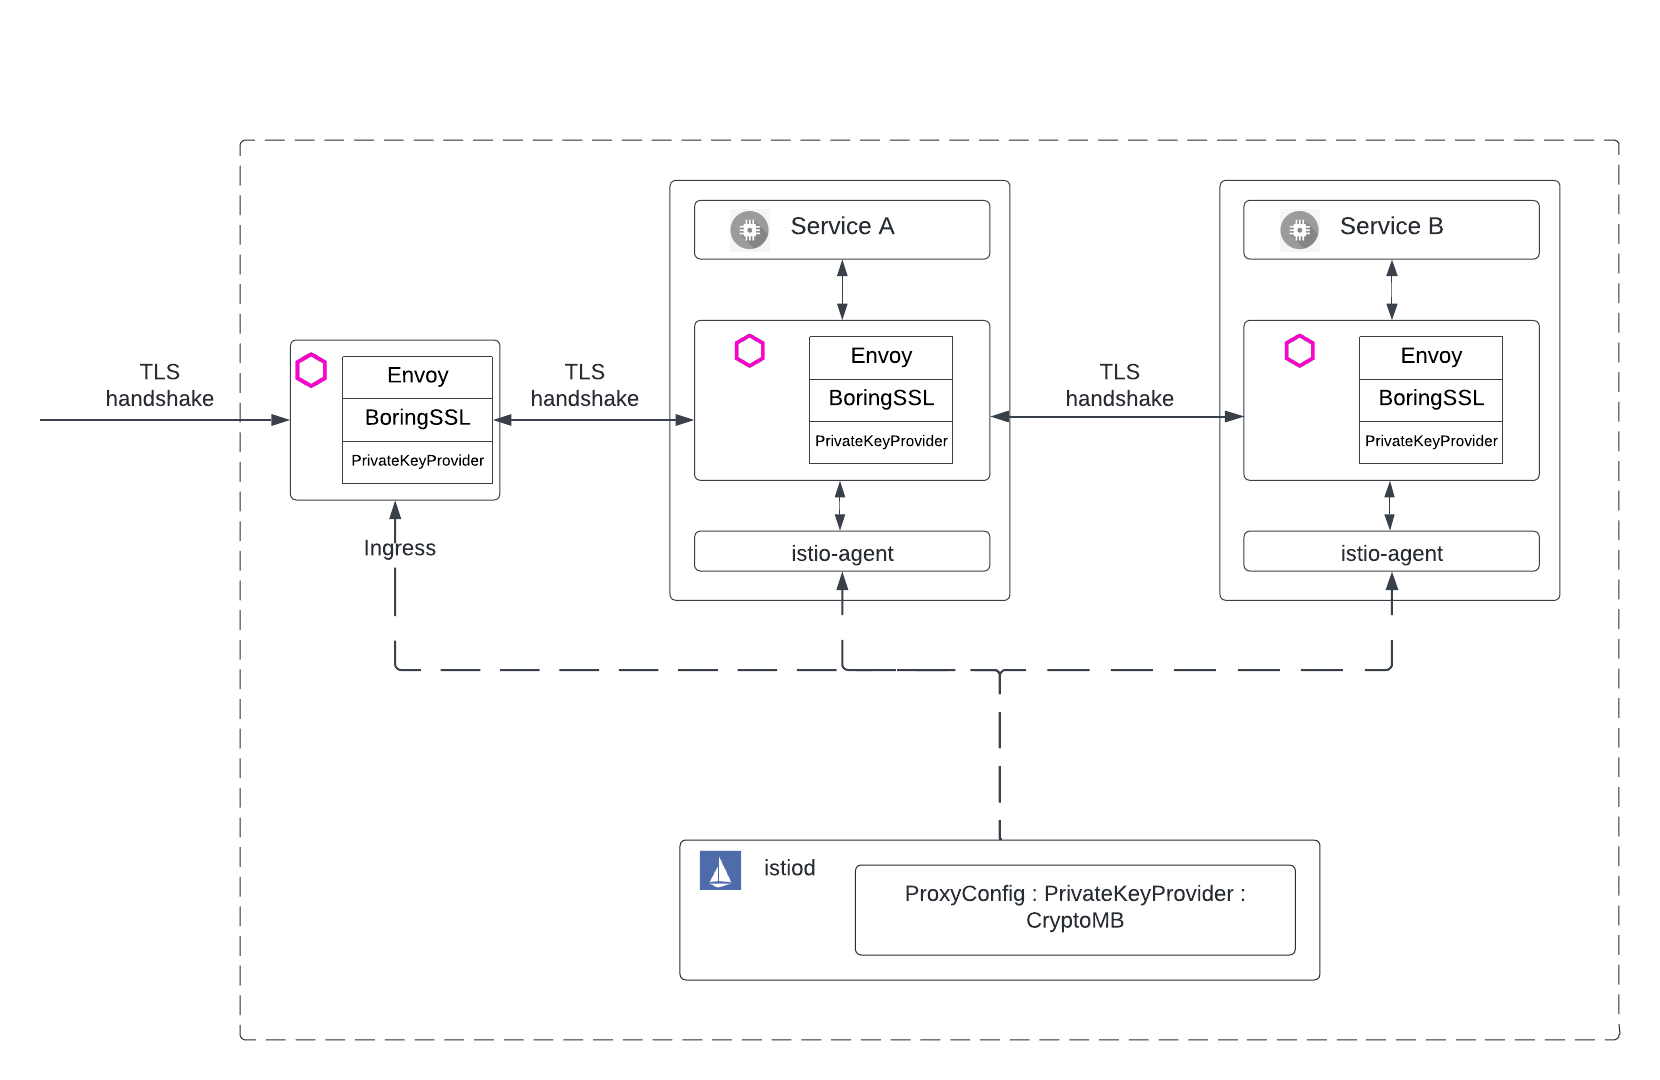 Service A
Service B
TLS
handshake
Envoy
BoringSSL
PrivateKeyProvider
Ingress
TLS
handshake
Envoy
BoringSSL
PrivateKeyProvider
istio-agent
TLS
handshake
Envoy
BoringSSL
PrivateKeyProvider
istio-agent
istiod
ProxyConfig : PrivateKeyProvider :
CryptoMB